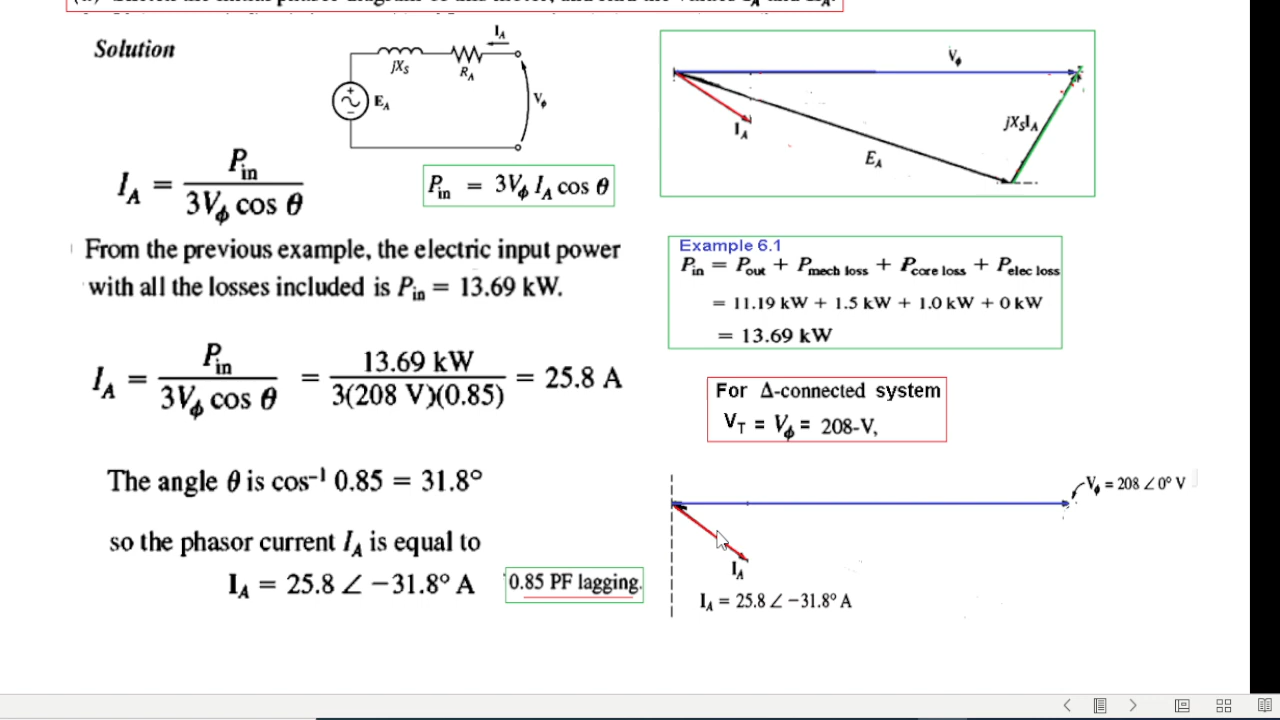 Solution
I_A
jX_S
R_A
E_A
V_ϕ
V_ϕ
I_A
jX_S I_A
E_A
I_A = P_in / 3V_ϕ cos θ
P_in = 3V_ϕ I_A cos θ
From the previous example, the electric input power
with all the losses included is P_in = 13.69 kW.
Example 6.1
P_in = P_out + P_mech loss + P_core loss + P_elec loss
= 11.19 kW + 1.5 kW + 1.0 kW + 0 kW
= 13.69 kW
I_A = P_in / 3V_ϕ cos θ = 13.69 kW / 3(208 V)(0.85) = 25.8 A
For Δ-connected system
V_T = V_ϕ = 208-V,
The angle θ is cos⁻¹ 0.85 = 31.8°
so the phasor current I_A is equal to
I_A = 25.8 ∠ −31.8° A
0.85 PF lagging.
V_ϕ = 208 ∠ 0° V
I_A
I_A = 25.8 ∠ −31.8° A